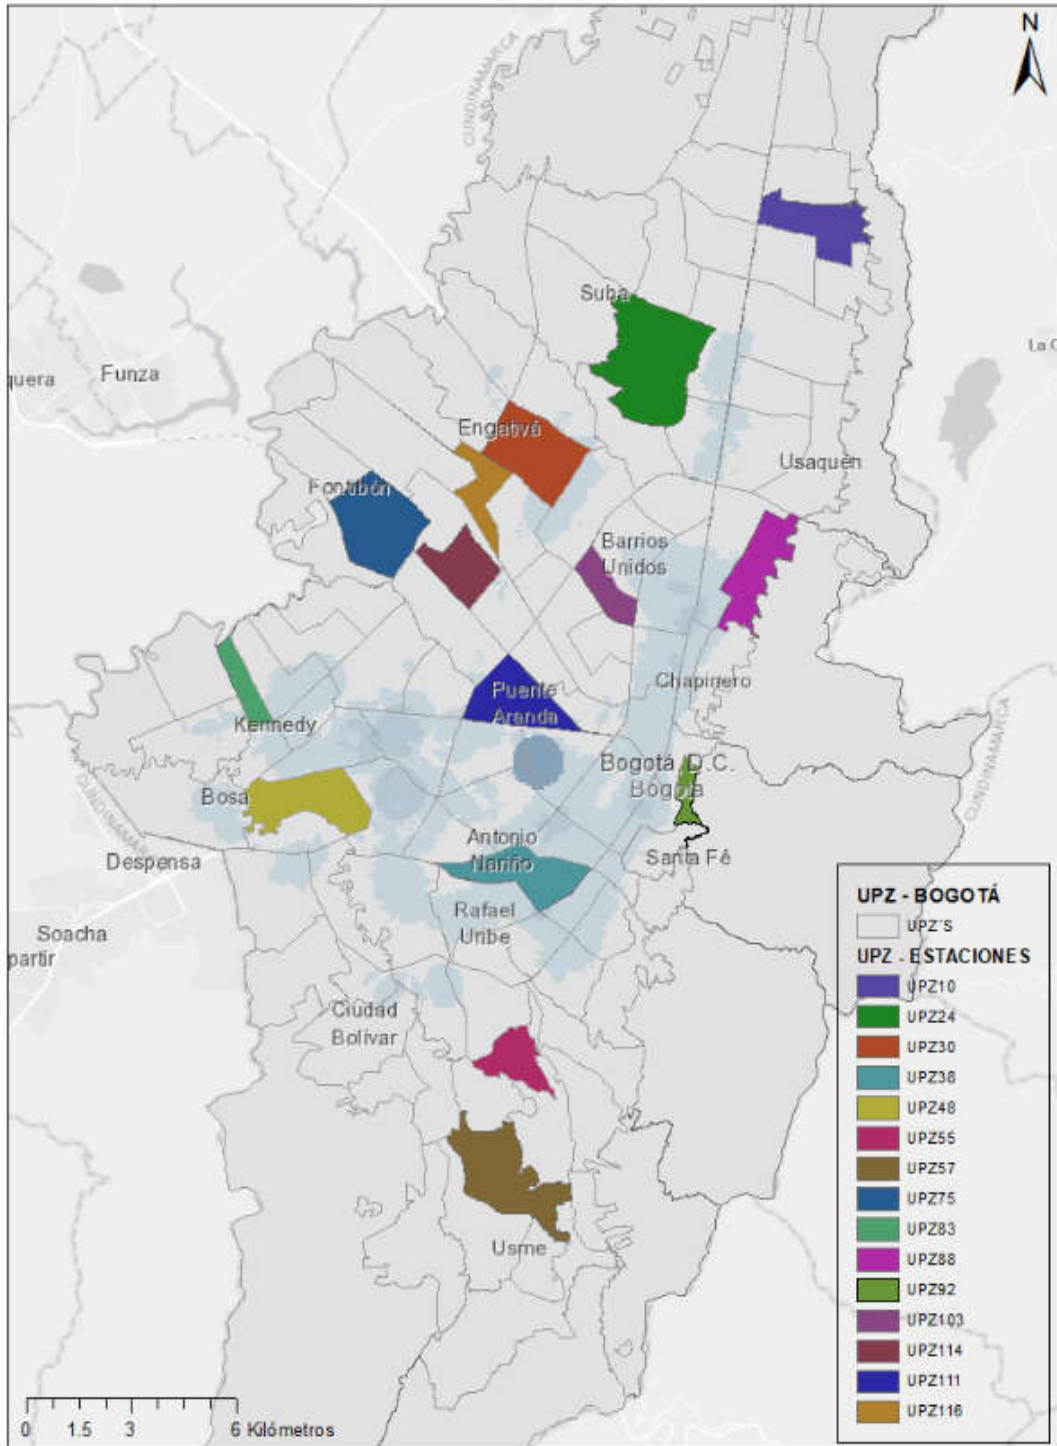 N
CUNDINAMARCA
Suba
La C
Funza
quera
Engativá
Usaquén
Fontibón
Barrios
Unidos
Chapinero
Puente
Aranda
Kennedy
CUNDINAMARCA
Bogotá D.C.
Bogotá
Bosa
CUNDINAMARCA
Antonio
Nariño
Despensa
Santa Fé
Rafael
Uribe
Soacha
partir
Ciudad
Bolívar
Usme
UPZ - BOGOTÁ
UPZ´S
UPZ - ESTACIONES
UPZ10
UPZ24
UPZ30
UPZ38
UPZ48
UPZ55
UPZ57
UPZ75
UPZ83
UPZ88
UPZ92
UPZ103
UPZ114
UPZ111
UPZ116
0 1.5 3 6 Kilómetros